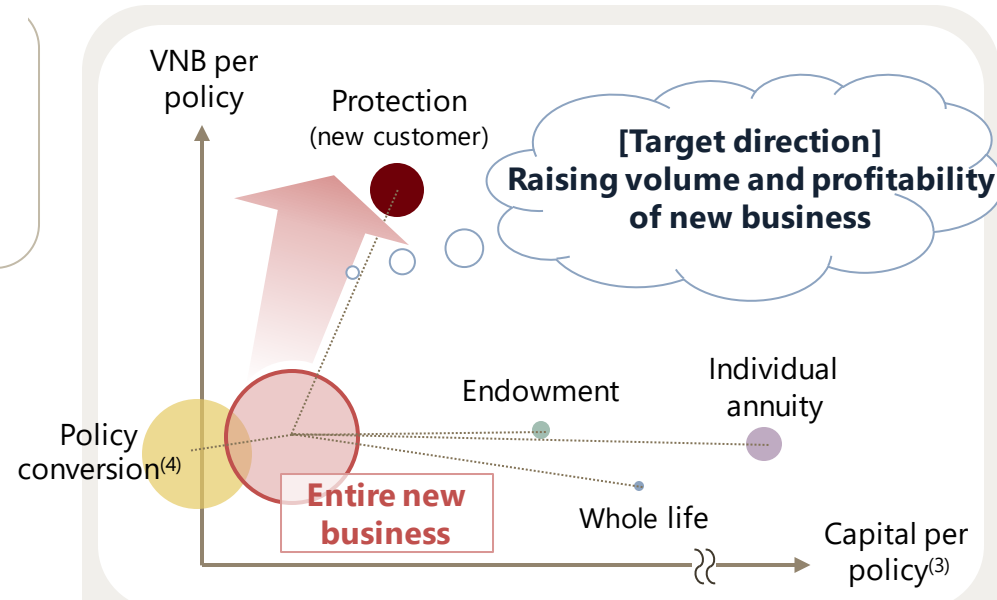 VNB per
policy
Protection
(new customer)
[Target direction]
Raising volume and profitability
of new business
Individual
annuity
Endowment
Policy
conversion(4)
Entire new
business
Whole life
Capital per
policy(3)